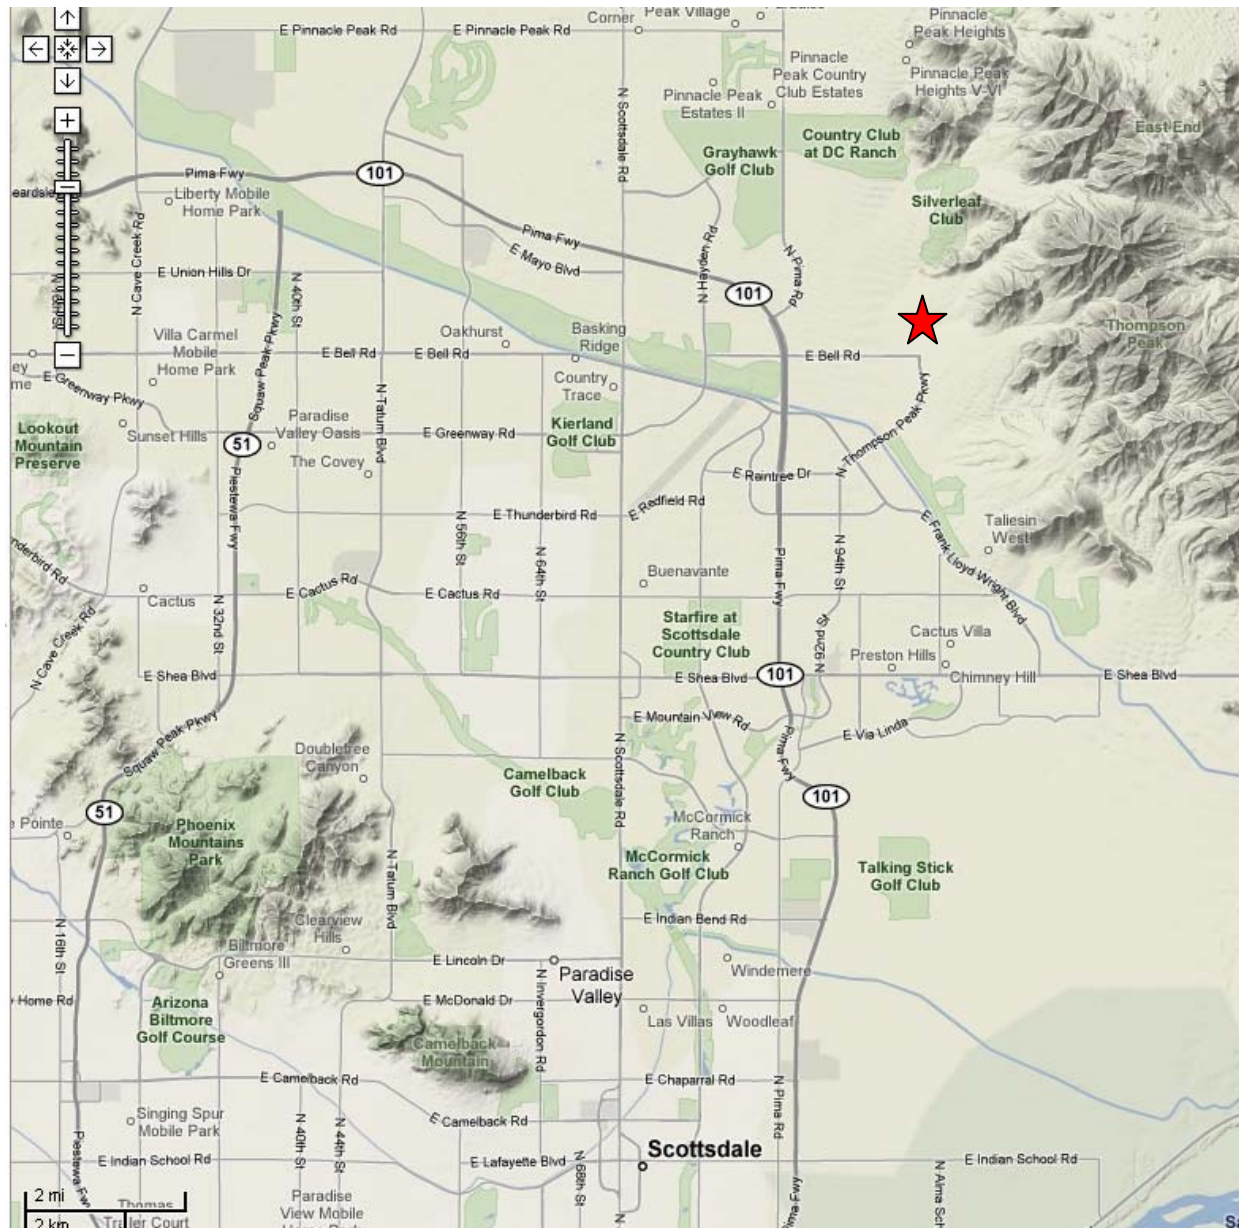 Corner
Peak Village
Pinnacle
Peak Heights
E Pinnacle Peak Rd
E Pinnacle Peak Rd
Pinnacle
Peak Country
Club Estates
Pinnacle Peak
Heights V-VI
Pinnacle Peak
Estates II
N Scottsdale Rd
East End
Country Club
at DC Ranch
Grayhawk
Golf Club
Pima Fwy
101
Liberty Mobile
Home Park
Silverleaf
Club
N Cave Creek Rd
Pima Fwy
E Mayo Blvd
N Hayden Rd
N Pima Rd
E Union Hills Dr
N 40th St
101
Villa Carmel
Mobile
Home Park
Squaw Peak Pkwy
Oakhurst
Basking
Ridge
Thompson
Peak
E Bell Rd
E Bell Rd
E Bell Rd
E Greenway Pkwy
Country
Trace
N Tatum Blvd
N Thompson Peak Pkwy
Lookout
Mountain
Preserve
Sunset Hills
Paradise
Valley Oasis
E Greenway Rd
Kierland
Golf Club
51
The Covey
E Raintree Dr
Piestewa Fwy
E Thunderbird Rd
E Redfield Rd
N 56th St
N 64th St
E Frank Lloyd Wright Blvd
Taliesin
West
Pima Fwy
N 94th St
Buenavante
Cactus
E Cactus Rd
E Cactus Rd
N 32nd St
N Cave Creek Rd
Starfire at
Scottsdale
Country Club
N 92nd St
Cactus Villa
Preston Hills
Chimney Hill
E Shea Blvd
E Shea Blvd
101
E Shea Blvd
Squaw Peak Pkwy
E Mountain View Rd
E Via Linda
Doubletree
Canyon
N Scottsdale Rd
Pima Fwy
Camelback
Golf Club
51
101
Phoenix
Mountains
Park
McCormick
Ranch
N Tatum Blvd
McCormick
Ranch Golf Club
Talking Stick
Golf Club
N 16th St
Clearview
Hills
E Indian Bend Rd
Biltmore
Greens III
E Lincoln Dr
Paradise
Valley
Windemere
N Invergordon Rd
Home Rd
Arizona
Biltmore
Golf Course
E McDonald Dr
Las Villas
Woodleaf
Camelback
Mountain
E Camelback Rd
E Chaparral Rd
N Pima Rd
Singing Spur
Mobile Park
N 40th St
N 44th St
E Camelback Rd
Scottsdale
Piestewa Fwy
E Indian School Rd
E Lafayette Blvd
N 68th St
E Indian School Rd
2 mi
2 km
Thomas
Trailer Court
Paradise
View Mobile